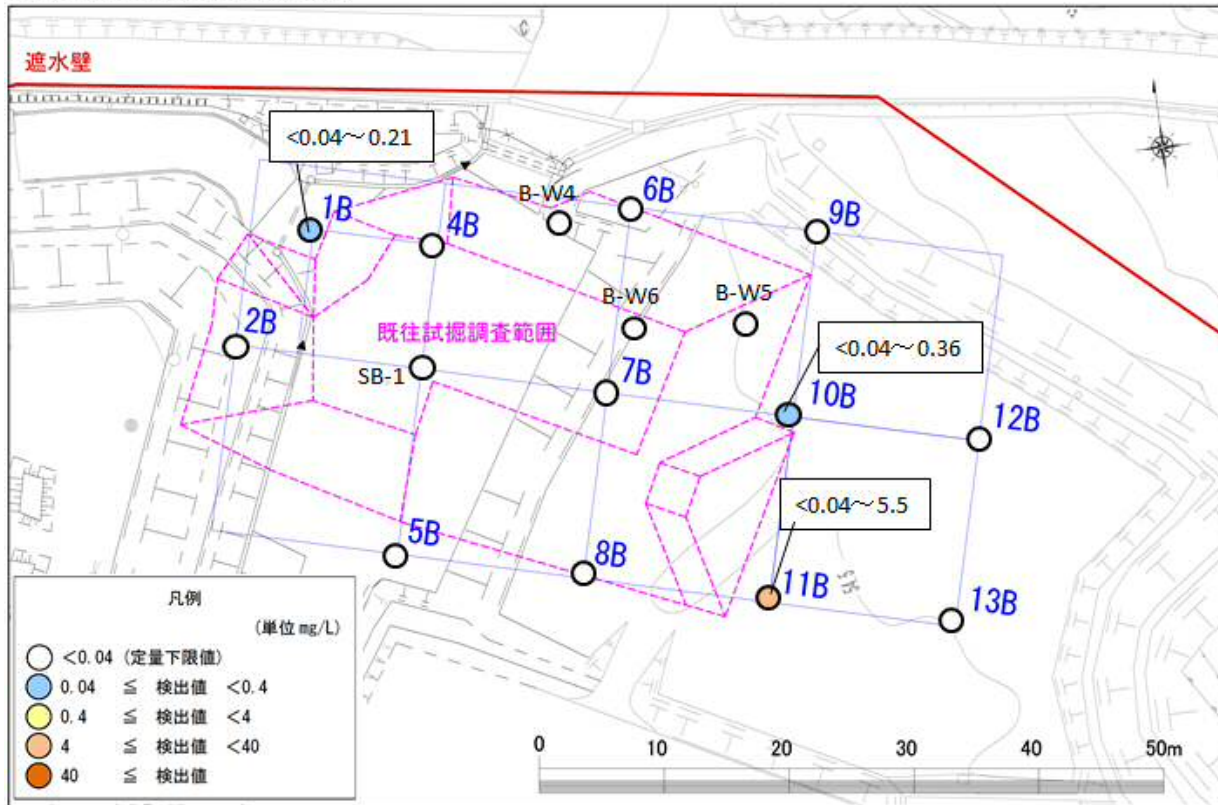 遮水壁
<0.04～0.21
1B
4B
B-W4
6B
9B
2B
SB-1
既往試掘調査範囲
B-W6
B-W5
7B
<0.04～0.36
10B
12B
<0.04～5.5
5B
8B
11B
13B
凡例
(単位 mg/L)
<0.04 (定量下限値)
0.04 ≦ 検出値 <0.4
0.4 ≦ 検出値 <4
4 ≦ 検出値 <40
40 ≦ 検出値
0 10 20 30 40 50m